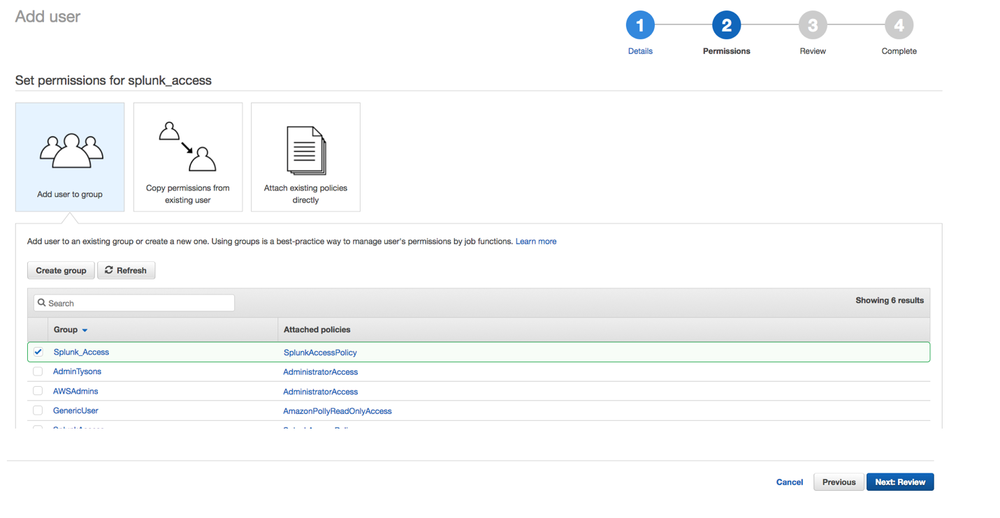 Add user
1 2 3 4
Details Permissions Review Complete
Set permissions for splunk_access
Add user to group
Copy permissions from
existing user
Attach existing policies
directly
Add user to an existing group or create a new one. Using groups is a best-practice way to manage user's permissions by job functions. Learn more
Create group Refresh
Search Showing 6 results
Group Attached policies
Splunk_Access SplunkAccessPolicy
AdminTysons AdministratorAccess
AWSAdmins AdministratorAccess
GenericUser AmazonPollyReadOnlyAccess
Cancel Previous Next: Review